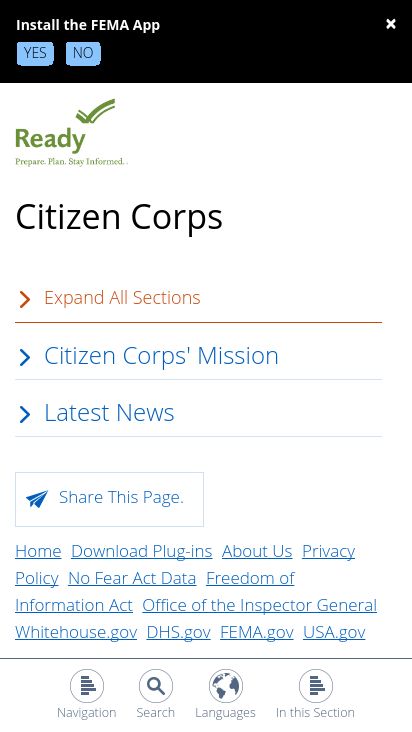 Install the FEMA App
×
YES NO
Ready
Prepare. Plan. Stay Informed.
Citizen Corps
Expand All Sections
Citizen Corps' Mission
Latest News
Share This Page.
Home Download Plug-ins About Us Privacy
Policy No Fear Act Data Freedom of
Information Act Office of the Inspector General
Whitehouse.gov DHS.gov FEMA.gov USA.gov
Navigation Search Languages In this Section